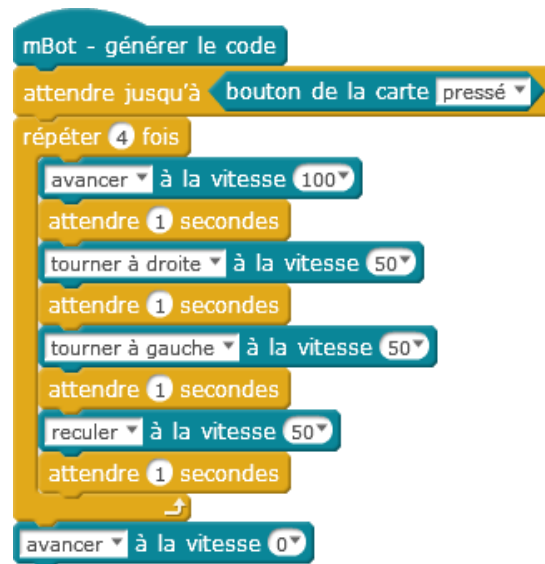 mBot - générer le code
attendre jusqu'à bouton de la carte pressé
répéter 4 fois
avancer à la vitesse 100
attendre 1 secondes
tourner à droite à la vitesse 50
attendre 1 secondes
tourner à gauche à la vitesse 50
attendre 1 secondes
reculer à la vitesse 50
attendre 1 secondes
avancer à la vitesse 0